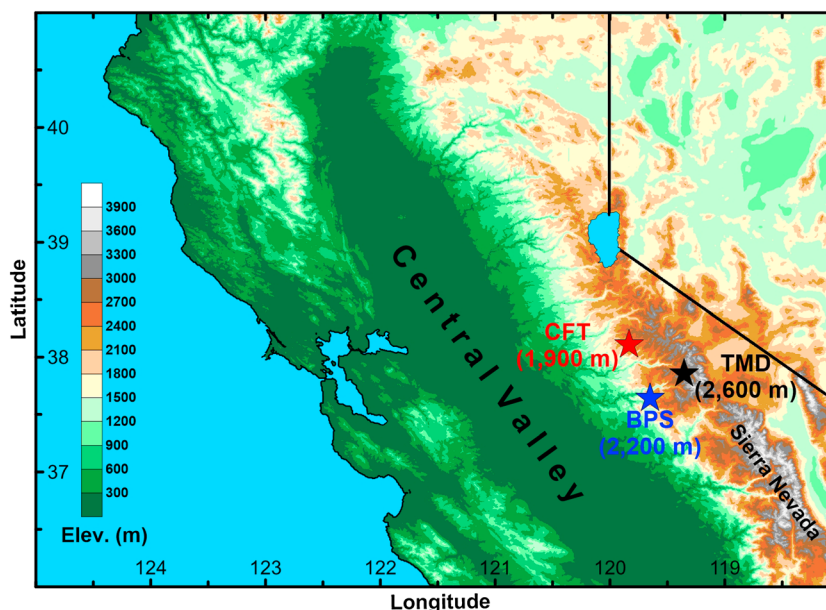 40
39
38
37
Latitude
3900
3600
3300
3000
2700
2400
2100
1800
1500
1200
900
600
300
Elev. (m)
Central Valley
CFT
(1,900 m)
TMD
(2,600 m)
BPS
(2,200 m)
Sierra Nevada
124
123
122
121
120
119
Longitude